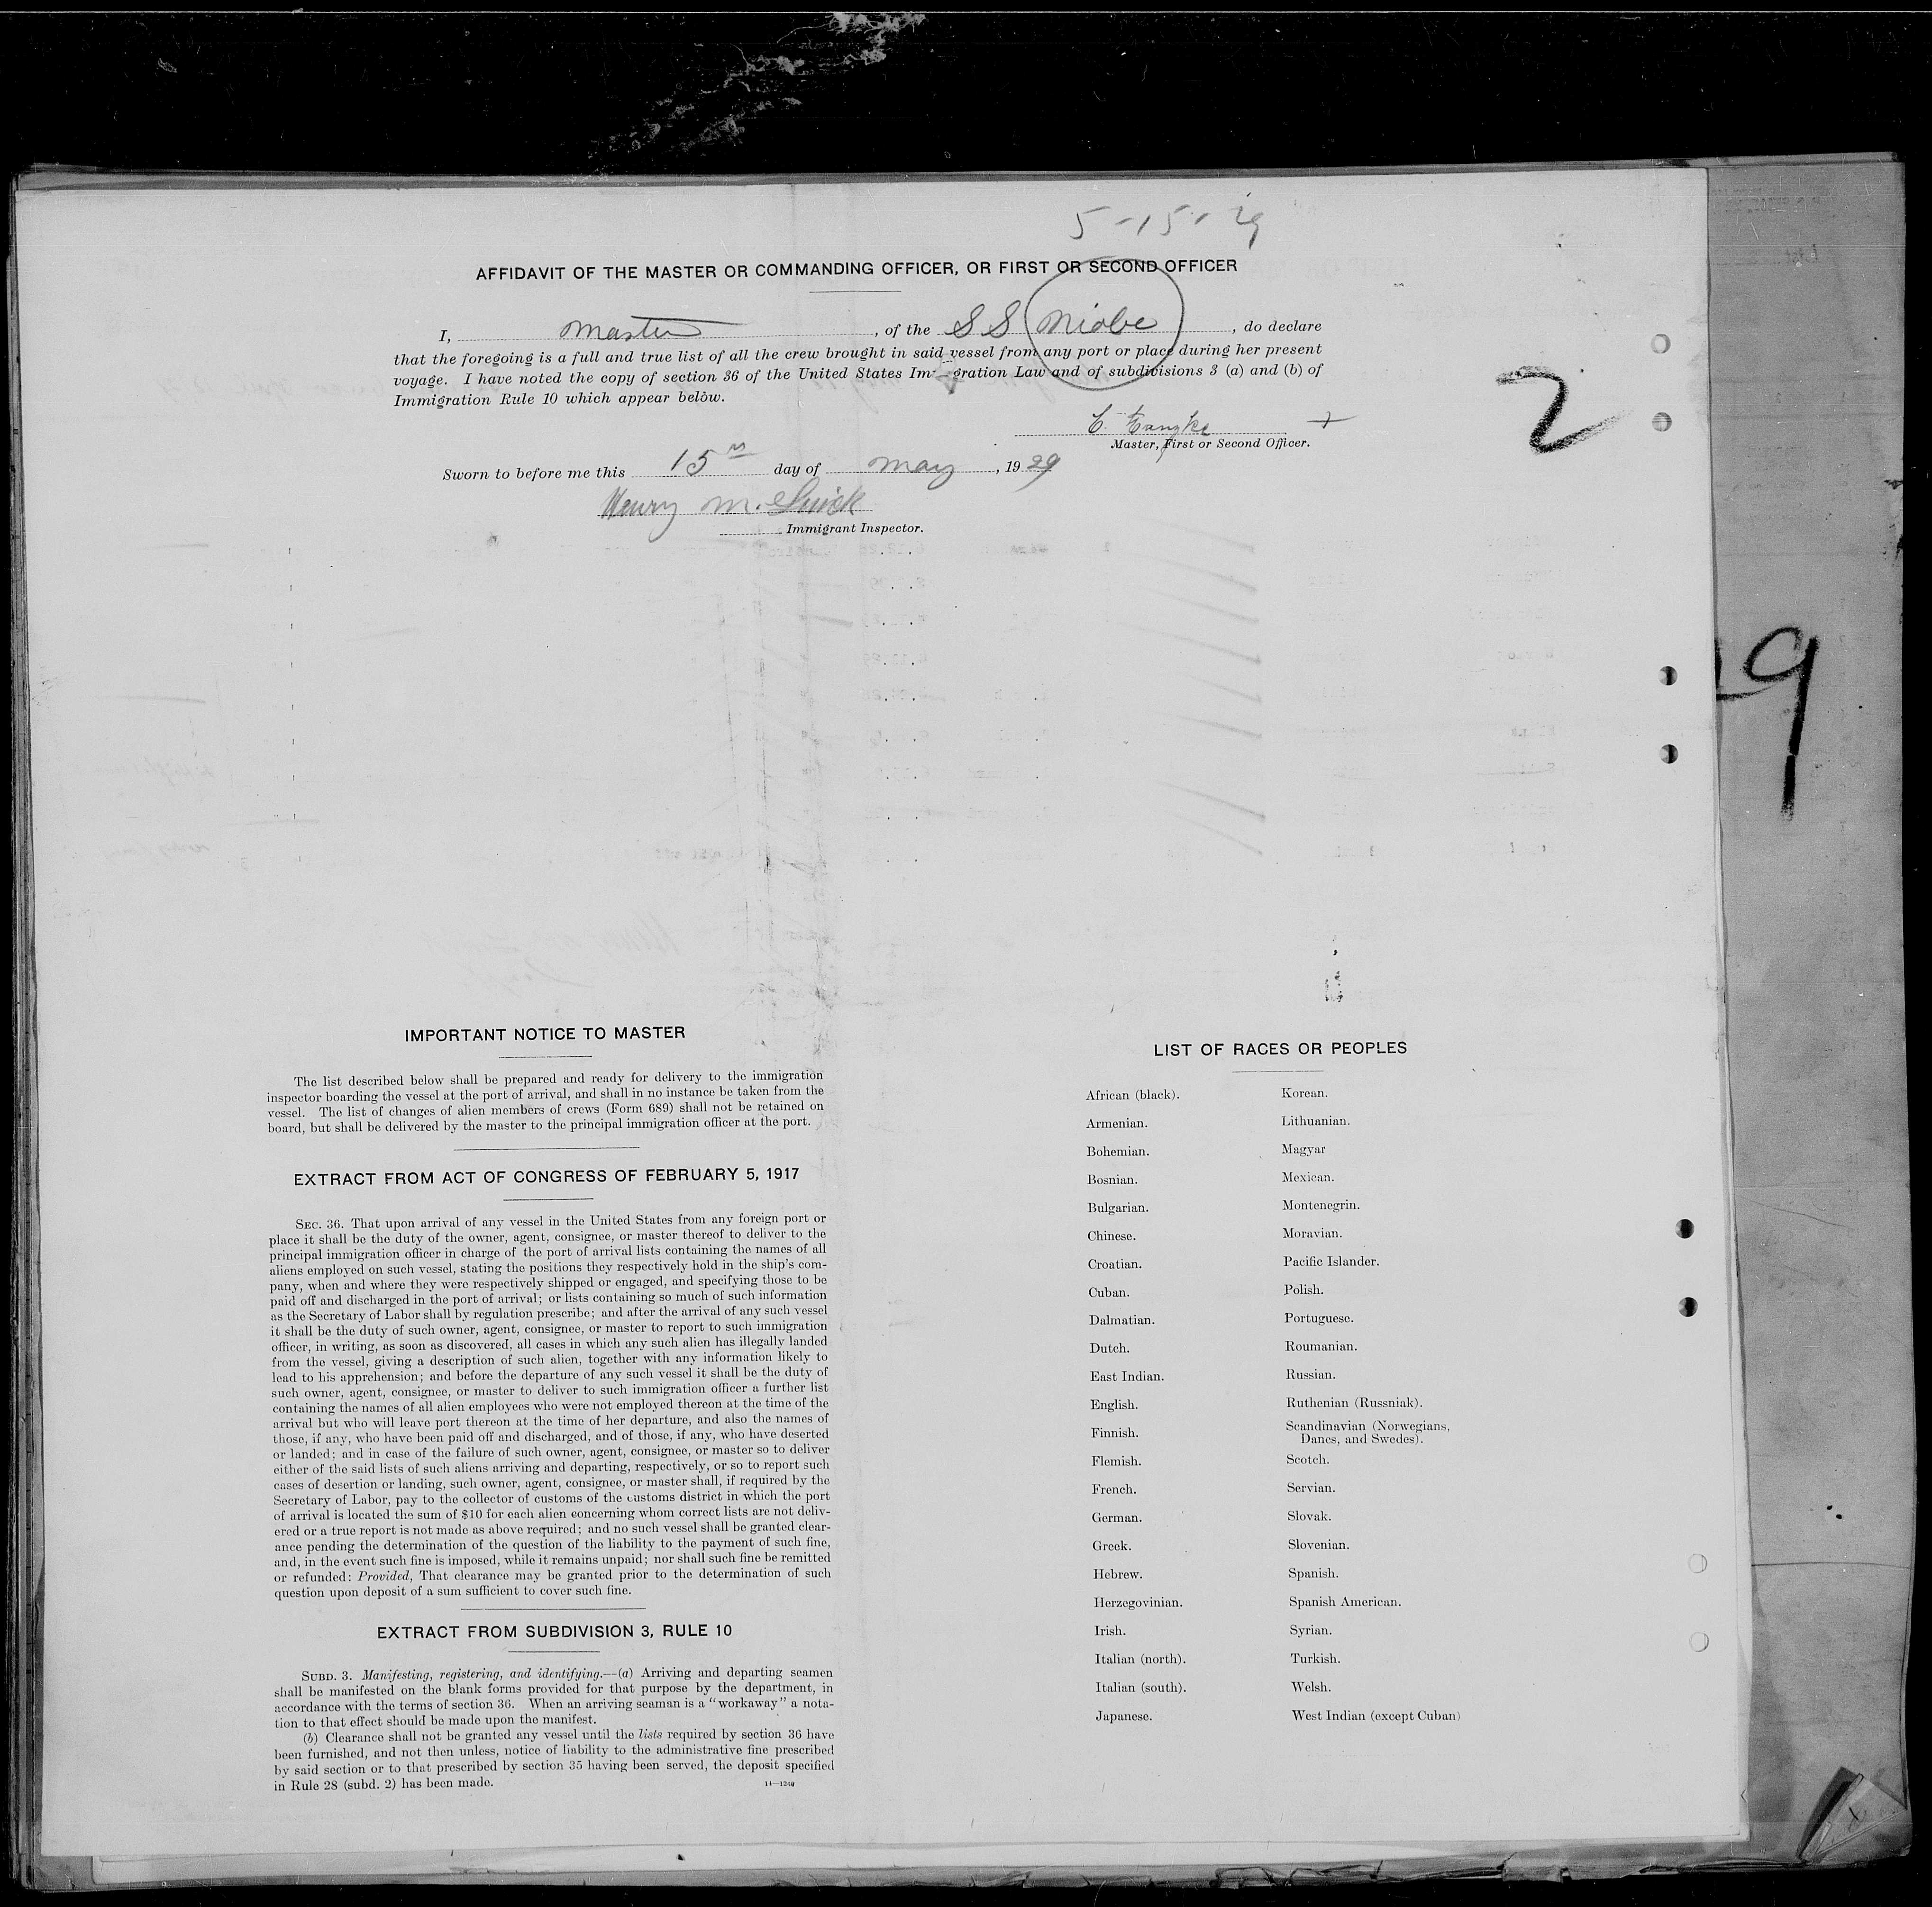 5-15-29
AFFIDAVIT OF THE MASTER OR COMMANDING OFFICER, OR FIRST OR SECOND OFFICER
I, Master, of the SS Niobe, do declare
that the foregoing is a full and true list of all the crew brought in said vessel from any port or place during her present
voyage. I have noted the copy of section 36 of the United States Im gration Law and of subdivisions 3 (a) and (b) of
Immigration Rule 10 which appear below.
2
Master, First or Second Officer.
Sworn to before me this 15th day of May, 1929
Henry M.
Immigrant Inspector.
9
IMPORTANT NOTICE TO MASTER
The list described below shall be prepared and ready for delivery to the immigration
inspector boarding the vessel at the port of arrival, and shall in no instance be taken from the
vessel. The list of changes of alien members of crews (Form 689) shall not be retained on
board, but shall be delivered by the master to the principal immigration officer at the port.
EXTRACT FROM ACT OF CONGRESS OF FEBRUARY 5, 1917
SEC. 36. That upon arrival of any vessel in the United States from any foreign port or
place it shall be the duty of the owner, agent, consignee, or master thereof to deliver to the
principal immigration officer in charge of the port of arrival lists containing the names of all
aliens employed on such vessel, stating the positions they respectively hold in the ship's com-
pany, when and where they were respectively shipped or engaged, and specifying those to be
paid off and discharged in the port of arrival; or lists containing so much of such information
as the Secretary of Labor shall by regulation prescribe; and after the arrival of any such vessel
it shall be the duty of such owner, agent, consignee, or master to report to such immigration
officer, in writing, as soon as discovered, all cases in which any such alien has illegally landed
from the vessel, giving a description of such alien, together with any information likely to
lead to his apprehension; and before the departure of any such vessel it shall be the duty of
such owner, agent, consignee, or master to deliver to such immigration officer a further list
containing the names of all alien employees who were not employed thereon at the time of the
arrival but who will leave port thereon at the time of her departure, and also the names of
those, if any, who have been paid off and discharged, and of those, if any, who have deserted
or landed; and in case of the failure of such owner, agent, consignee, or master so to deliver
either of the said lists of such aliens arriving and departing, respectively, or so to report such
cases of desertion or landing, such owner, agent, consignee, or master shall, if required by the
Secretary of Labor, pay to the collector of customs of the customs district in which the port
of arrival is located the sum of $10 for each alien concerning whom correct lists are not deliv-
ered or a true report is not made as above required; and no such vessel shall be granted clear-
ance pending the determination of the question of the liability to the payment of such fine,
and, in the event such fine is imposed, while it remains unpaid; nor shall such fine be remitted
or refunded: Provided, That clearance may be granted prior to the determination of such
question upon deposit of a sum sufficient to cover such fine.
EXTRACT FROM SUBDIVISION 3, RULE 10
SUBD. 3. Manifesting, registering, and identifying.—(a) Arriving and departing seamen
shall be manifested on the blank forms provided for that purpose by the department, in
accordance with the terms of section 36. When an arriving seaman is a "workaway" a nota-
tion to that effect should be made upon the manifest.
(b) Clearance shall not be granted any vessel until the lists required by section 36 have
been furnished, and not then unless, notice of liability to the administrative fine prescribed
by said section or to that prescribed by section 35 having been served, the deposit specified
in Rule 28 (subd. 2) has been made.
14—1240
LIST OF RACES OR PEOPLES
African (black).
Armenian.
Bohemian.
Bosnian.
Bulgarian.
Chinese.
Croatian.
Cuban.
Dalmatian.
Dutch.
East Indian.
English.
Finnish.
Flemish.
French.
German.
Greek.
Hebrew.
Herzegovinian.
Irish.
Italian (north).
Italian (south).
Japanese.
Korean.
Lithuanian.
Magyar
Mexican.
Montenegrin.
Moravian.
Pacific Islander.
Polish.
Portuguese.
Roumanian.
Russian.
Ruthenian (Russniak).
Scandinavian (Norwegians,
Danes, and Swedes).
Scotch.
Servian.
Slovak.
Slovenian.
Spanish.
Spanish American.
Syrian.
Turkish.
Welsh.
West Indian (except Cuban)